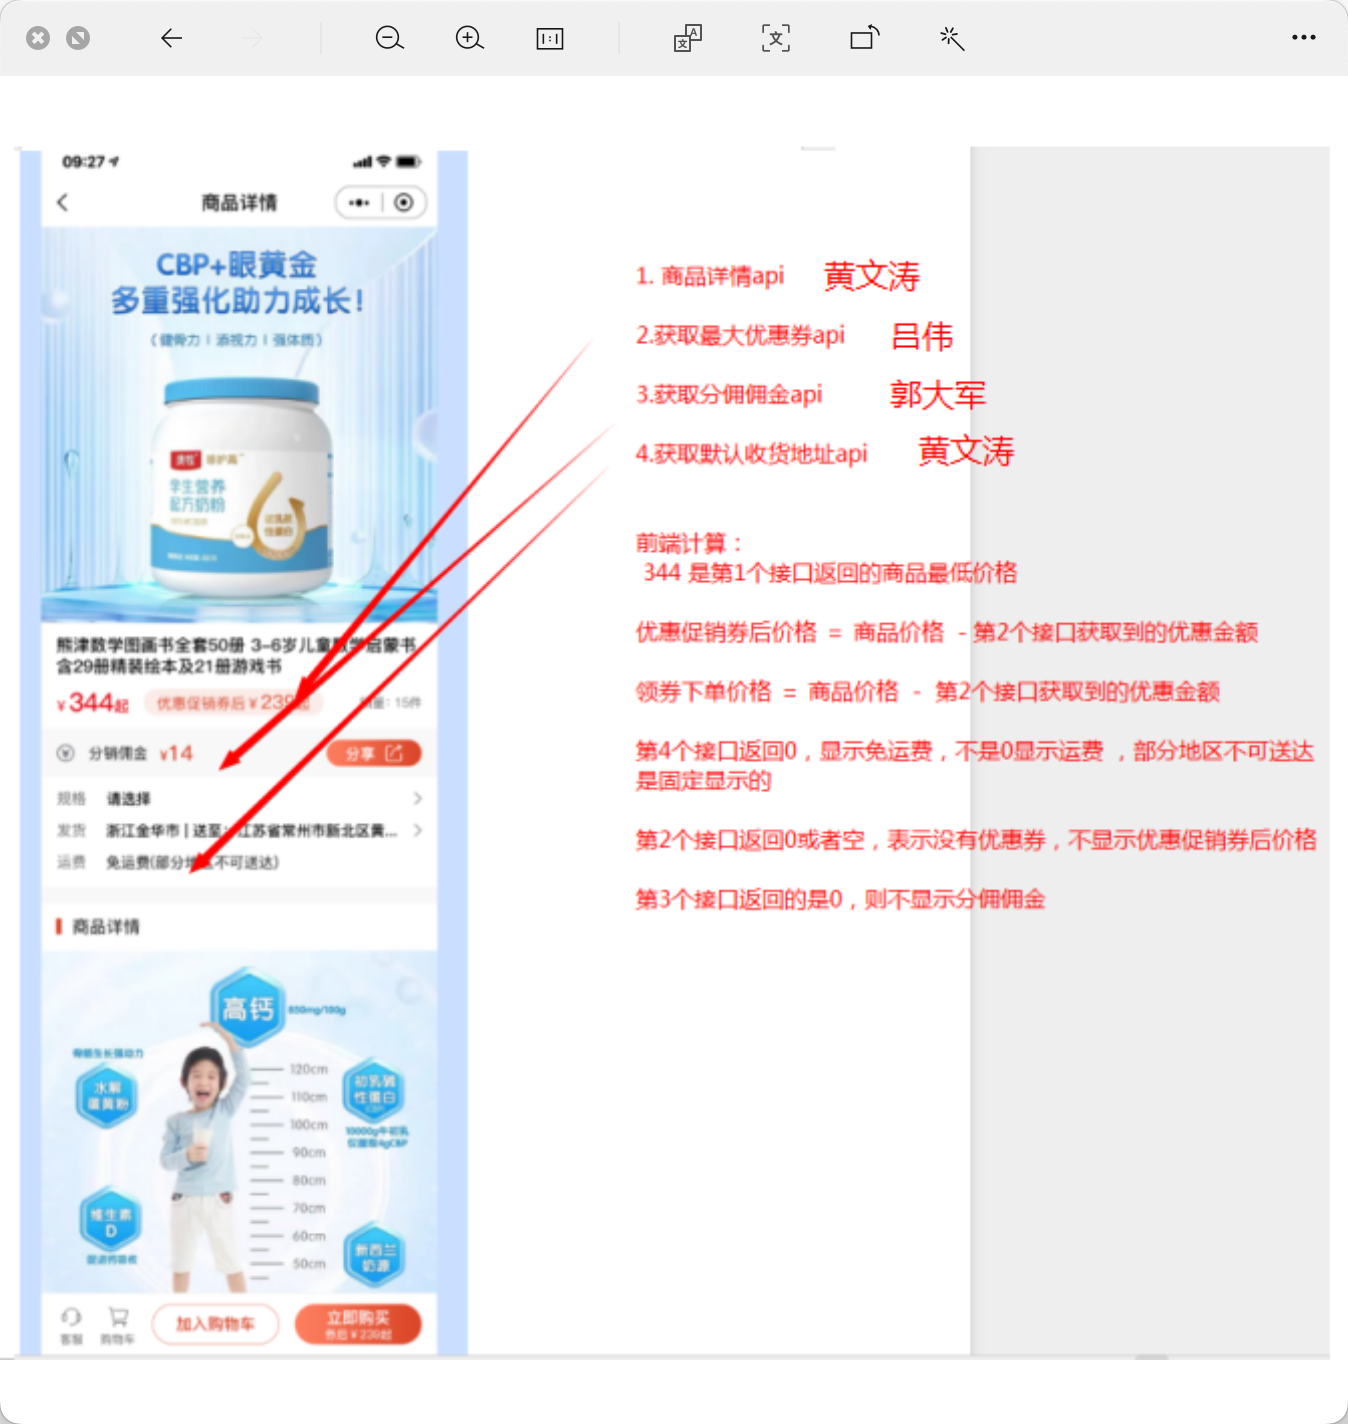 09:27
商品详情
CBP+眼黄金
多重强化助力成长！
（健骨力 | 添视力 | 强体质）
学生营养
配方奶粉
熊津数学图画书全套50册 3-6岁儿童数学启蒙书
含29册精装绘本及21册游戏书
¥344起
优惠促销券后¥239起
销量：15件
分销佣金 ¥14
分享
规格 请选择
发货 浙江金华市 | 送至：江苏省常州市新北区黄...
运费 免运费(部分地区不可送达)
商品详情
高钙
650mg/100g
水解
蛋黄粉
初乳碱
性蛋白
(CBP)
120cm
110cm
100cm
90cm
80cm
70cm
60cm
50cm
维生素
D
新西兰
奶源
客服
购物车
加入购物车
立即购买
券后¥239起
1. 商品详情api 黄文涛
2.获取最大优惠券api 吕伟
3.获取分佣佣金api 郭大军
4.获取默认收货地址api 黄文涛
前端计算：
344 是第1个接口返回的商品最低价格
优惠促销券后价格 = 商品价格 - 第2个接口获取到的优惠金额
领券下单价格 = 商品价格 - 第2个接口获取到的优惠金额
第4个接口返回0，显示免运费，不是0显示运费 ，部分地区不可送达
是固定显示的
第2个接口返回0或者空，表示没有优惠券，不显示优惠促销券后价格
第3个接口返回的是0，则不显示分佣佣金